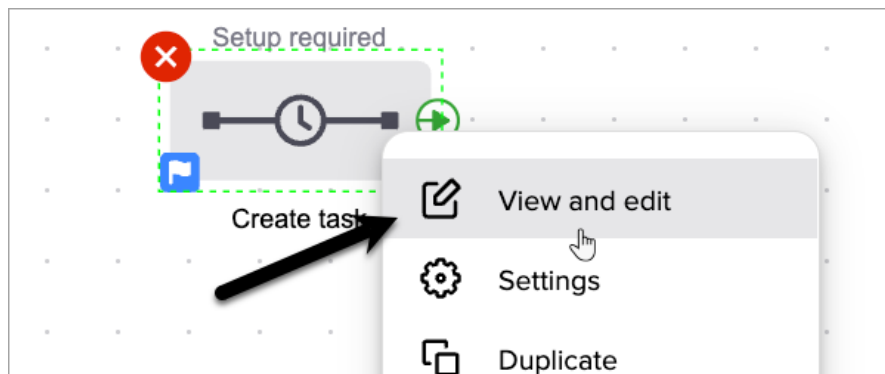 Setup required
Create task
View and edit
Settings
Duplicate